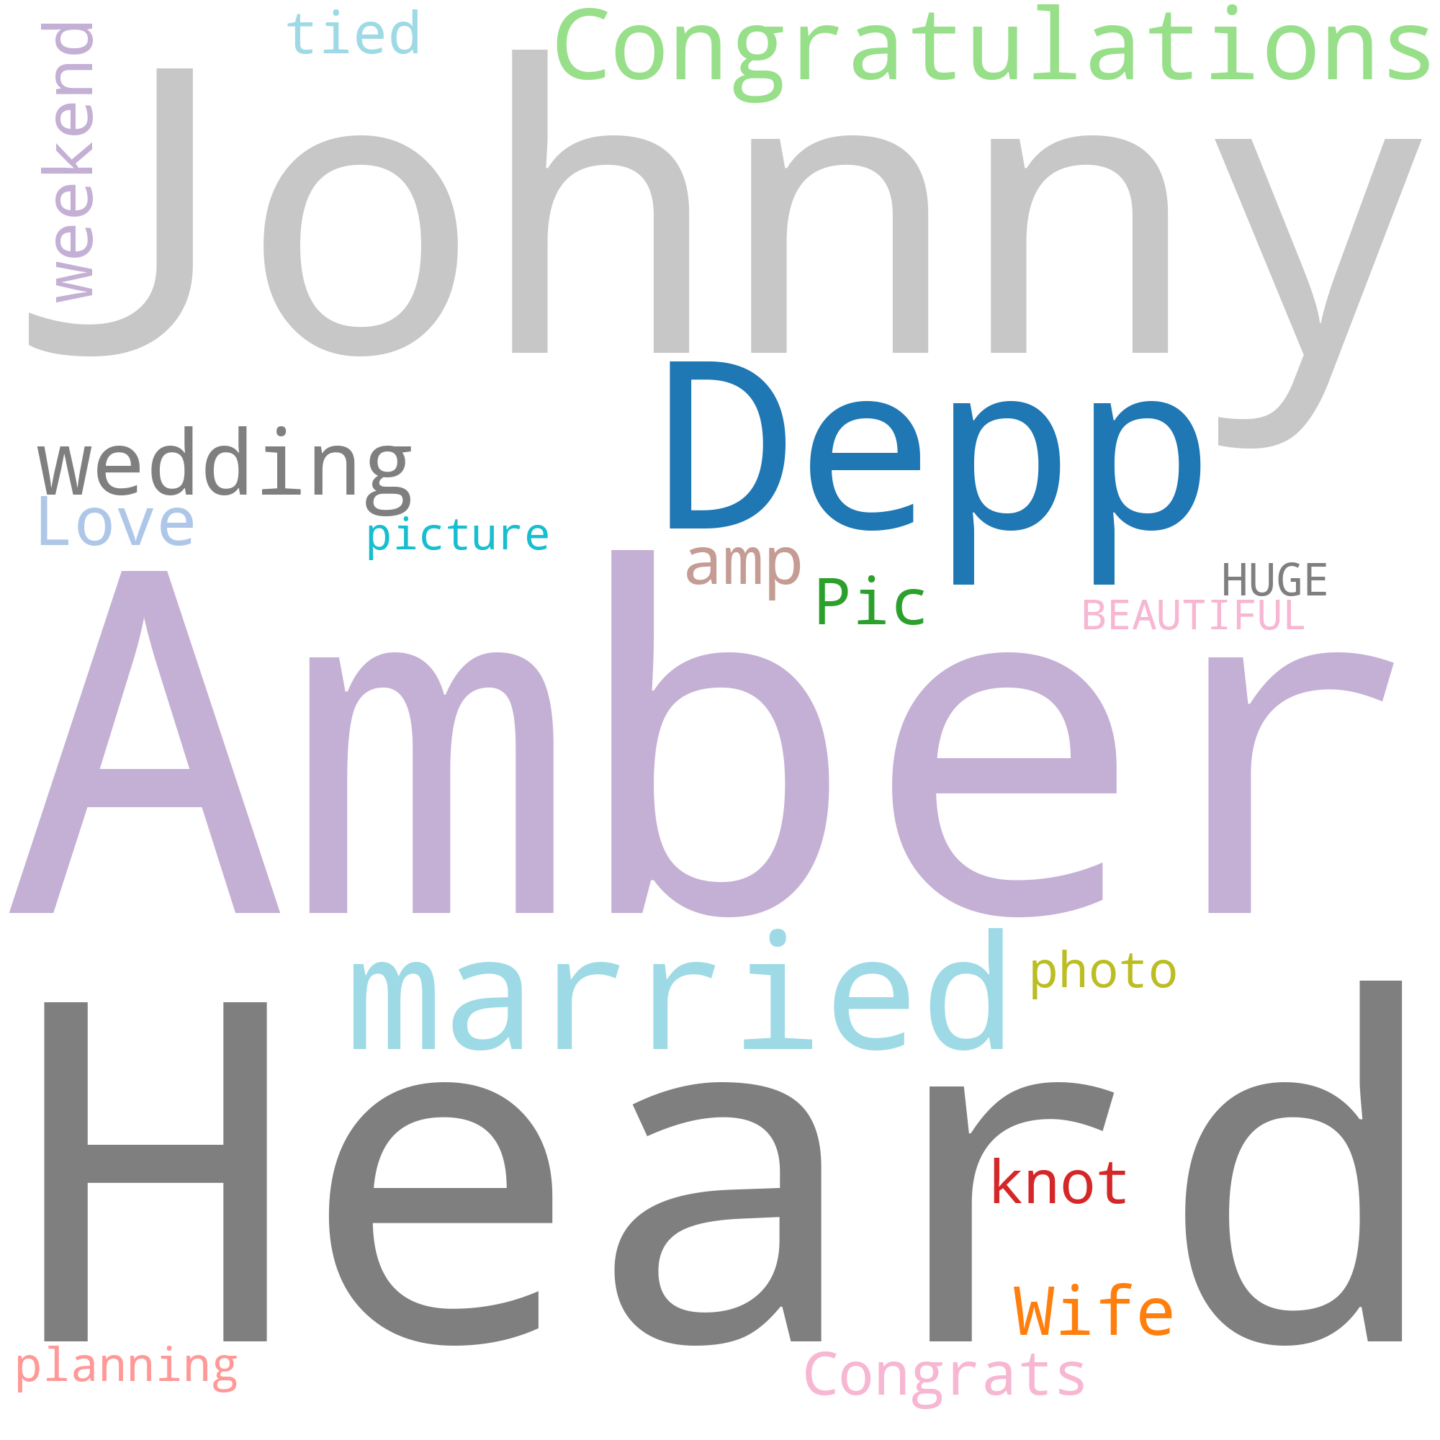 weekend
tied
Congratulations
Johnny
Depp
wedding
Love
picture
amp
Pic
HUGE
BEAUTIFUL
Amber
married
photo
Heard
knot
Wife
planning
Congrats